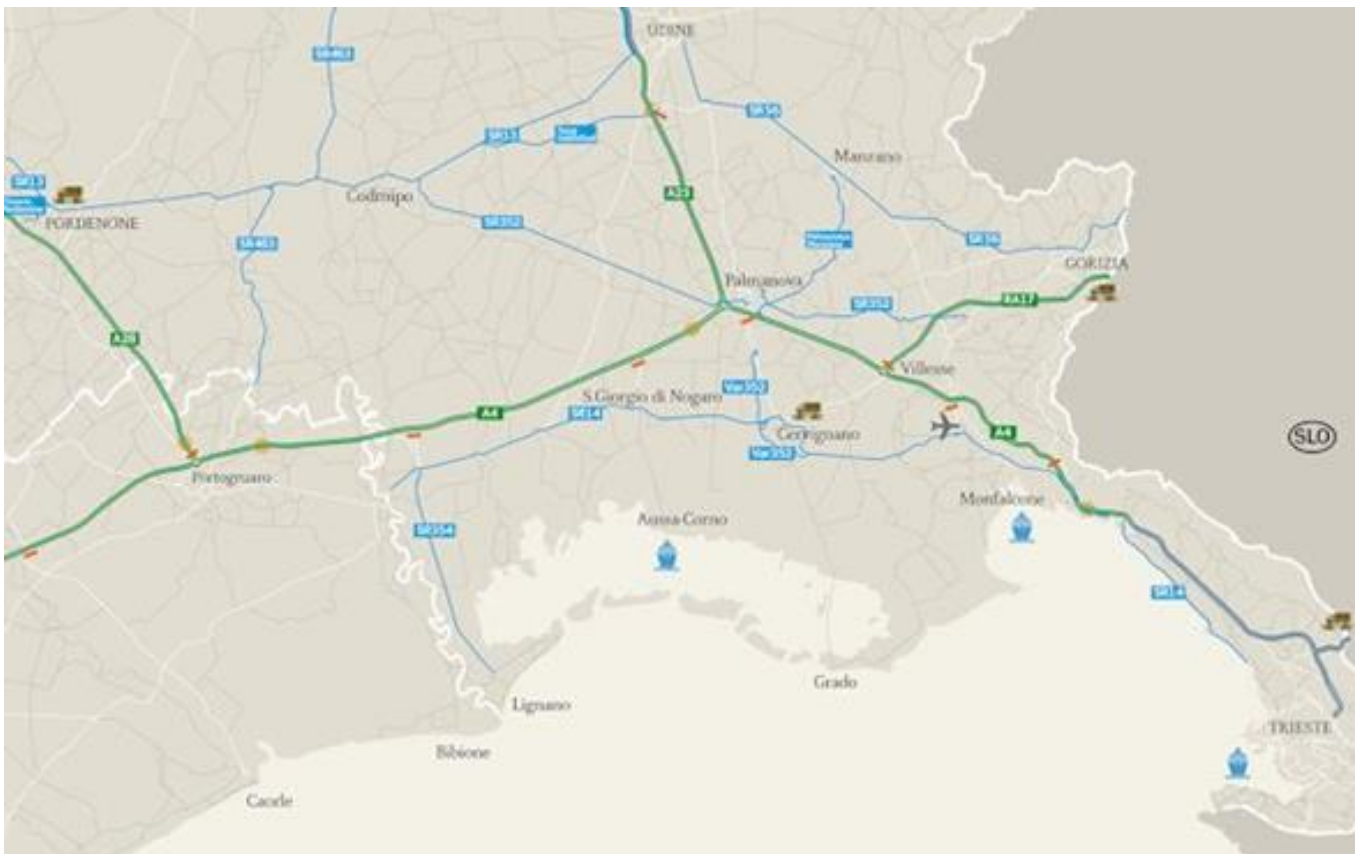 UDINE
SR463
SR56
SR13
Manzano
SR13
A23
Codroipo
PORDENONE
SR352
SR463
SR56
GORIZIA
Palmanova
RA17
SR352
A28
Villesse
Var352
S.Giorgio di Nogaro
A4
SR14
Cervignano
A4
SLO
Var352
Portogruaro
Monfalcone
Aussa-Corno
SR354
SR14
Grado
Lignano
TRIESTE
Bibione
Caorle